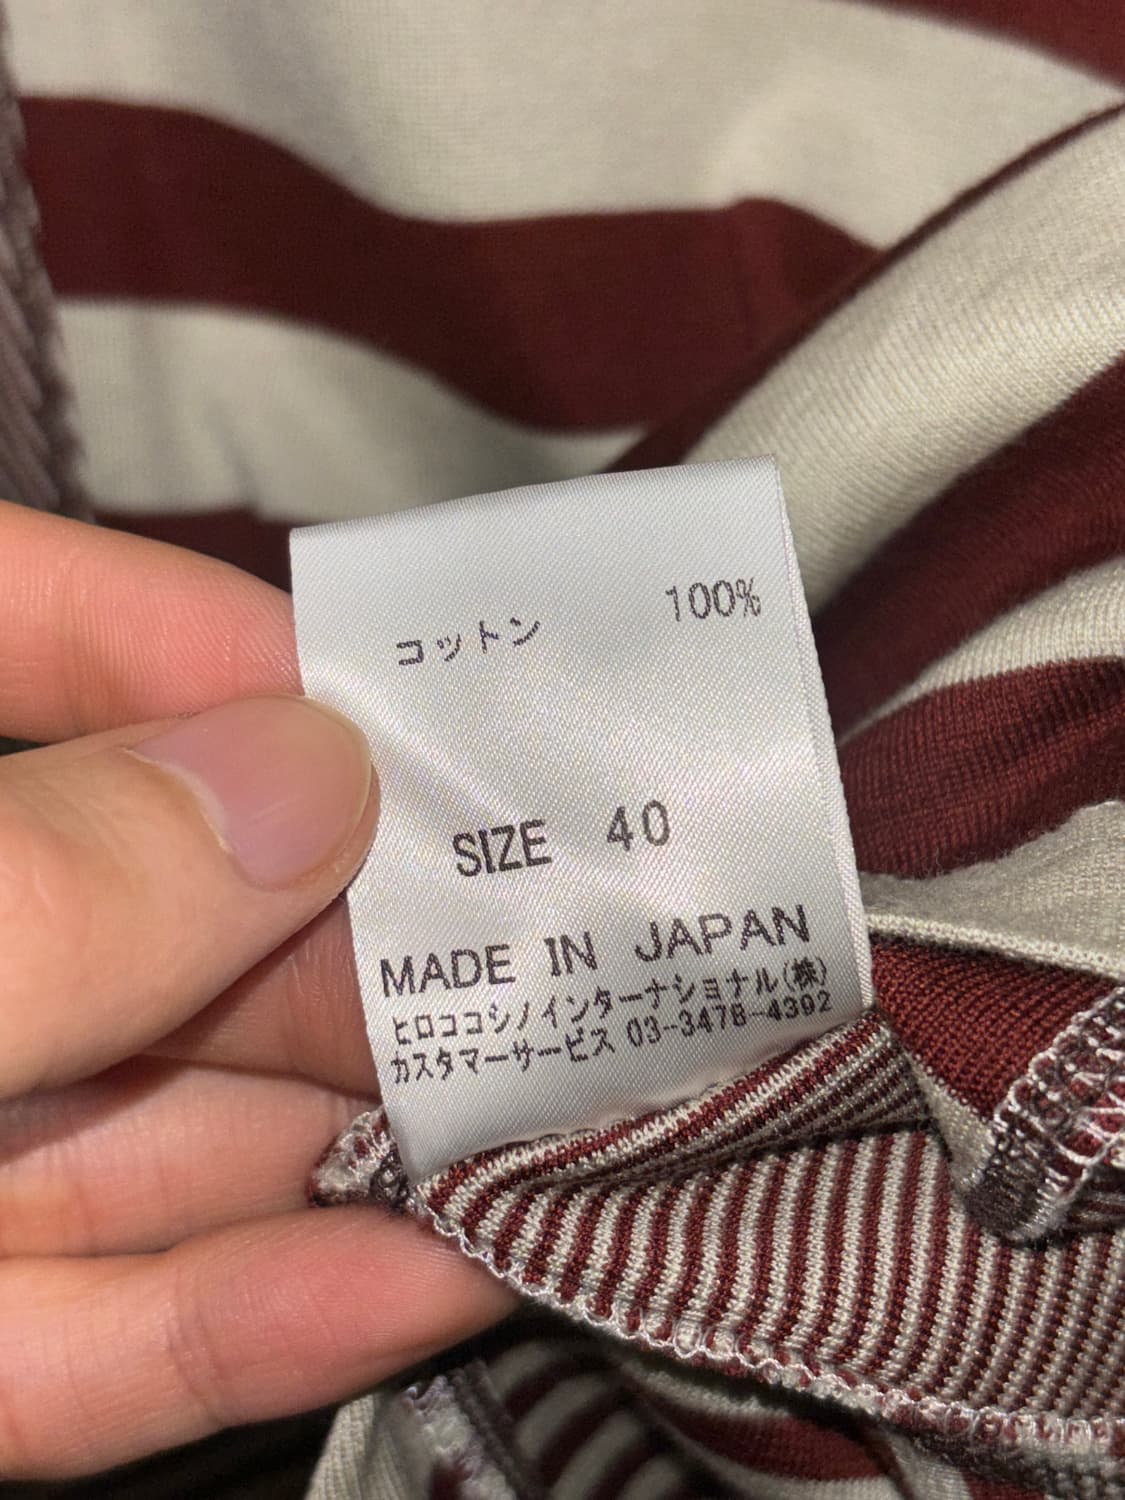 コットン 100%
SIZE 40
MADE IN JAPAN
ヒロココシノインターナショナル(株)
カスタマーサービス 03-3478-4392